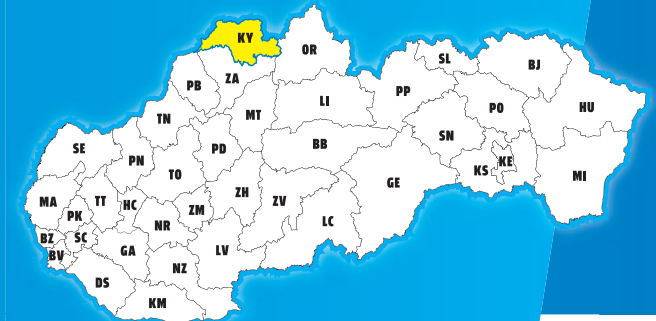 KY
OR
SL
BJ
ZA
PB
PP
LI
MT
PO
HU
TN
SN
BB
SE
PD
PN
KE
TO
KS
MI
GE
ZH
MA
TT
HC
ZV
ZM
PK
LC
NR
BZ
SC
GA
LV
BV
NZ
DS
KM